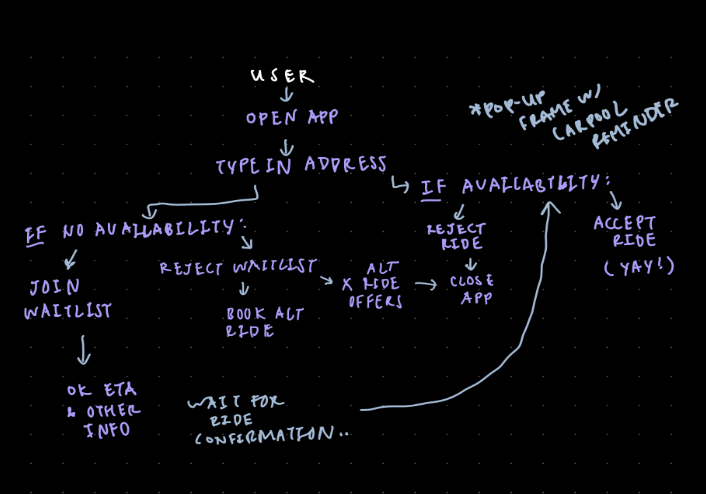 USER
OPEN APP
TYPE IN ADDRESS
*POP-UP
FRAME W/
CARPOOL
REMINDER
IF AVAILABILITY:
REJECT
RIDE
CLOSE
APP
ACCEPT
RIDE
(YAY!)
IF NO AVAILABILITY:
JOIN
WAITLIST
OK ETA
& OTHER
INFO
REJECT WAITLIST
BOOK ALT
RIDE
ALT
X RIDE
OFFERS
WAIT FOR
RIDE
CONFIRMATION..